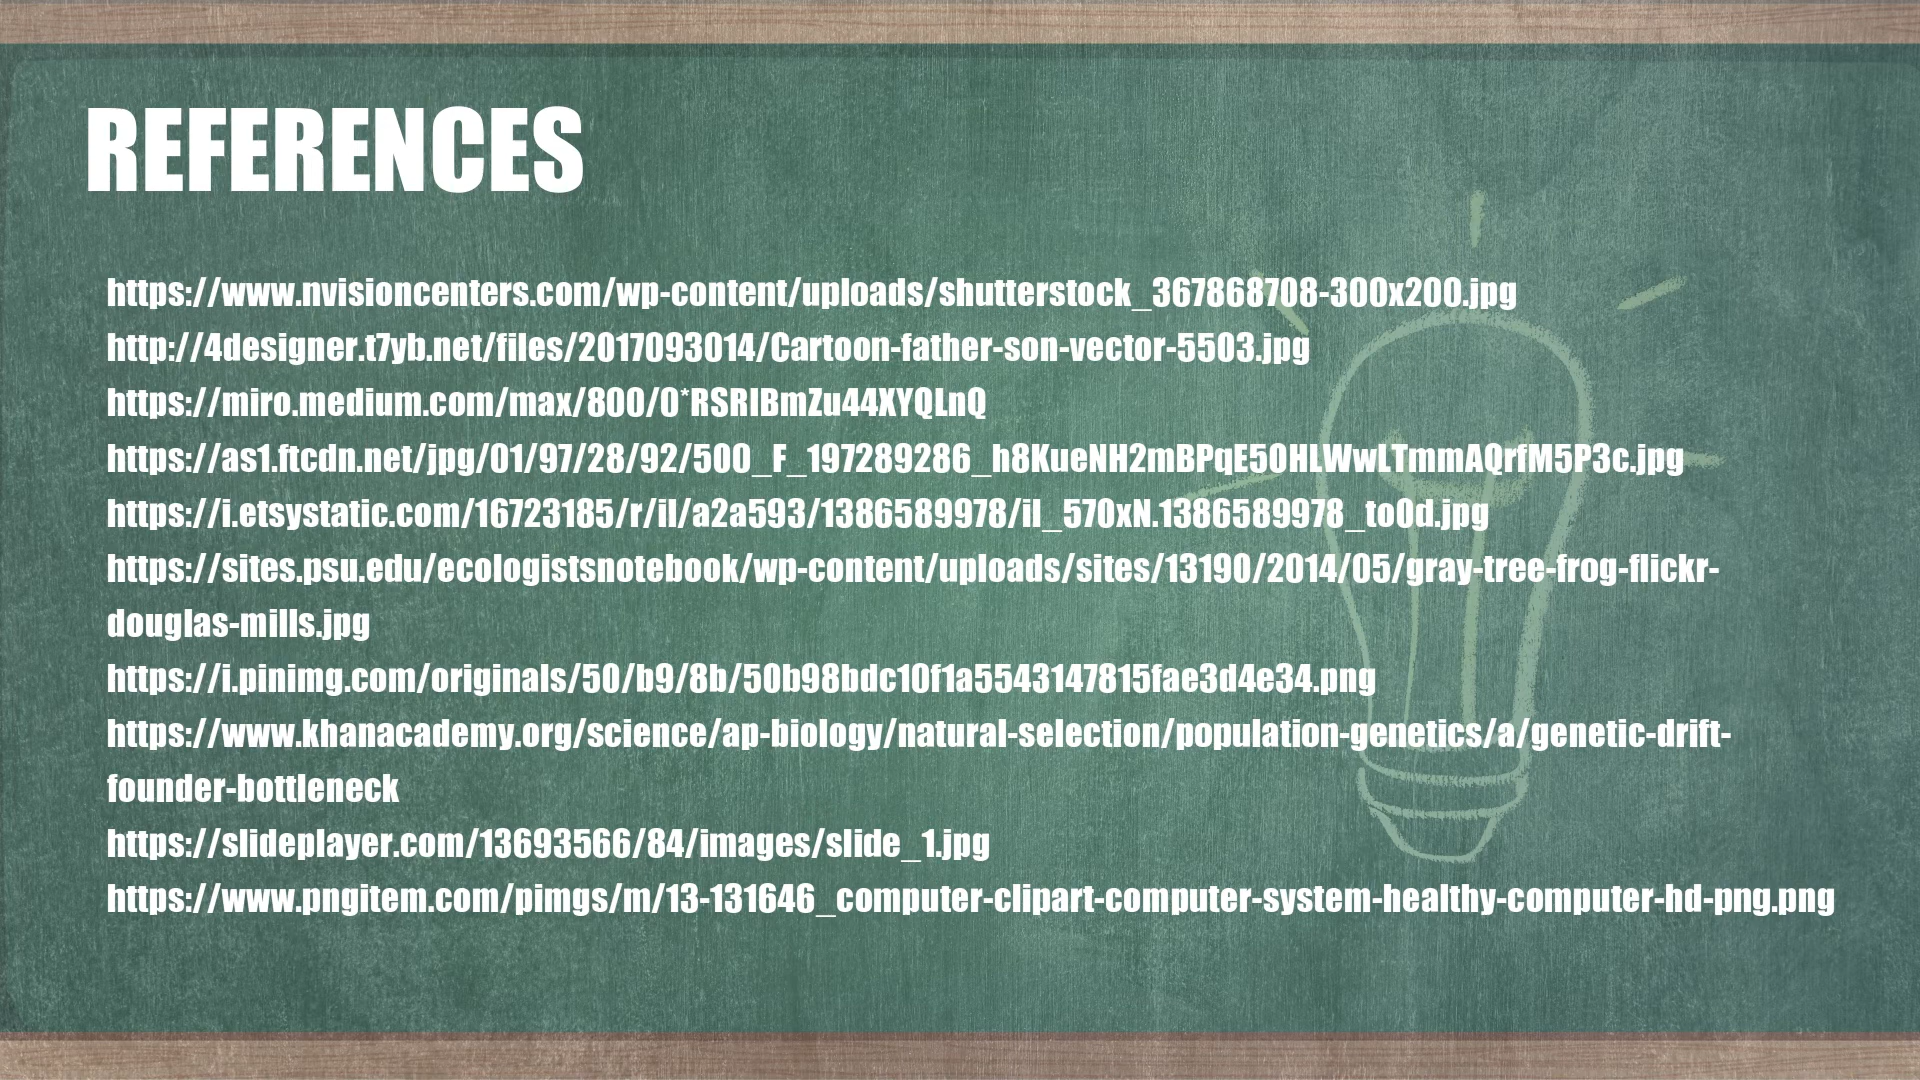 REFERENCES
https://www.nvisioncenters.com/wp-content/uploads/shutterstock_367868708-300x200.jpg
http://4designer.t7yb.net/files/2017093014/Cartoon-father-son-vector-5503.jpg
https://miro.medium.com/max/800/0*RSRIBmZu44XYQLnQ
https://as1.ftcdn.net/jpg/01/97/28/92/500_F_197289286_h8KueNH2mBPqE5OHLWwLTmmAQrfM5P3c.jpg
https://i.etsystatic.com/16723185/r/il/a2a593/1386589978/il_570xN.1386589978_to0d.jpg
https://sites.psu.edu/ecologistsnotebook/wp-content/uploads/sites/13190/2014/05/gray-tree-frog-flickr-
douglas-mills.jpg
https://i.pinimg.com/originals/50/b9/8b/50b98bdc10f1a5543147815fae3d4e34.png
https://www.khanacademy.org/science/ap-biology/natural-selection/population-genetics/a/genetic-drift-
founder-bottleneck
https://slideplayer.com/13693566/84/images/slide_1.jpg
https://www.pngitem.com/pimgs/m/13-131646_computer-clipart-computer-system-healthy-computer-hd-png.png